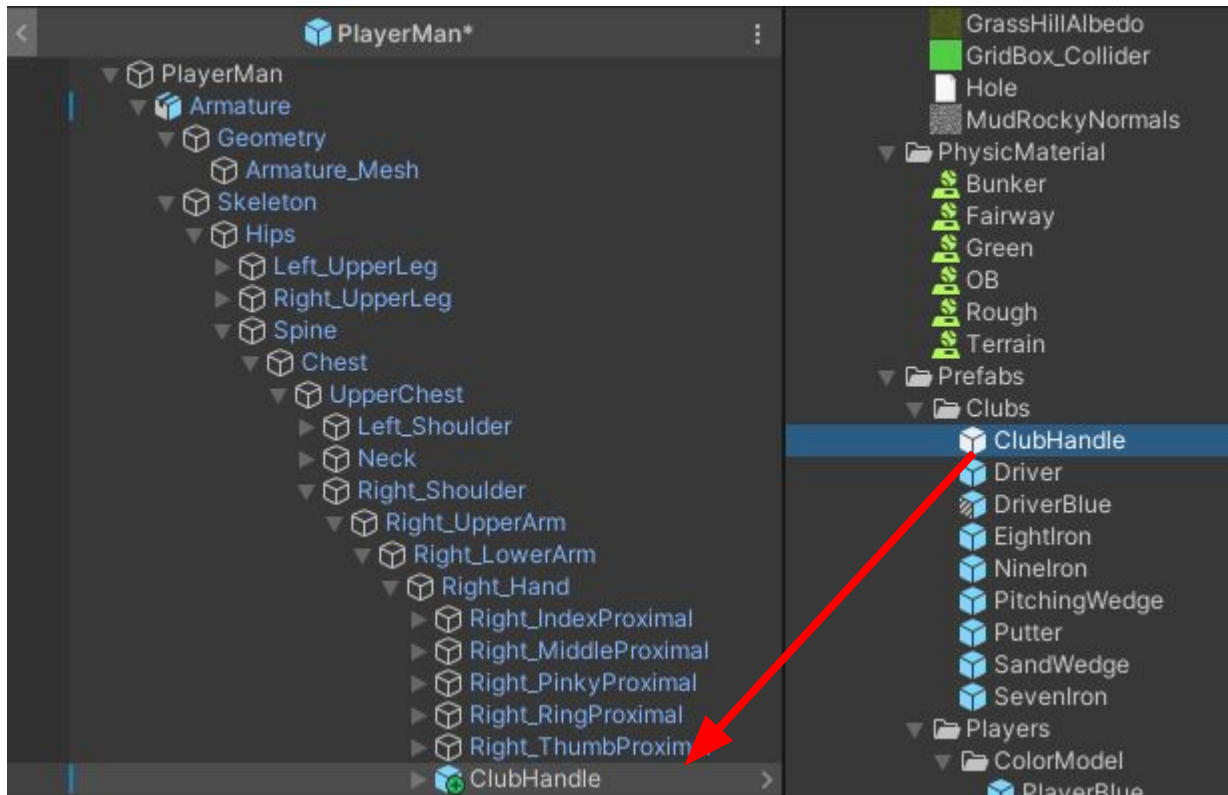 PlayerMan*
PlayerMan
Armature
Geometry
Armature_Mesh
Skeleton
Hips
Left_UpperLeg
Right_UpperLeg
Spine
Chest
UpperChest
Left_Shoulder
Neck
Right_Shoulder
Right_UpperArm
Right_LowerArm
Right_Hand
Right_IndexProximal
Right_MiddleProximal
Right_PinkyProximal
Right_RingProximal
Right_ThumbProxim
ClubHandle
GrassHillAlbedo
GridBox_Collider
Hole
MudRockyNormals
PhysicMaterial
Bunker
Fairway
Green
OB
Rough
Terrain
Prefabs
Clubs
ClubHandle
Driver
DriverBlue
EightIron
NineIron
PitchingWedge
Putter
SandWedge
SevenIron
Players
ColorModel
PlayerBlue